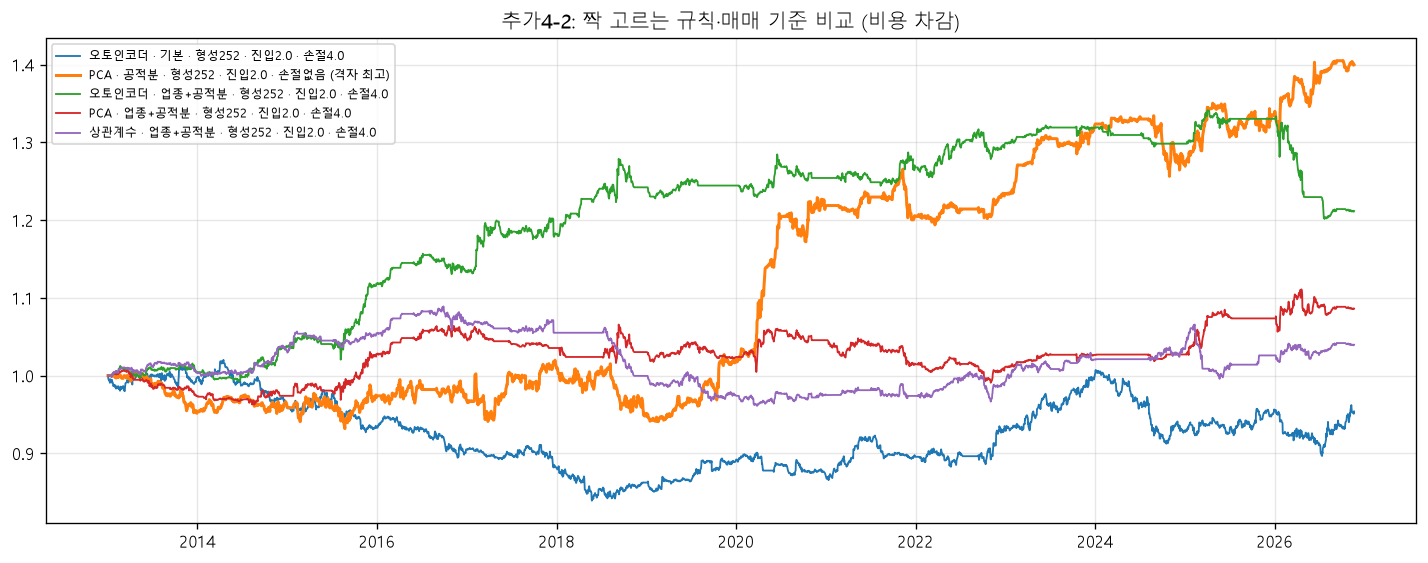 추가4-2: 짝 고르는 규칙·매매 기준 비교 (비용 차감)
오토인코더 · 기본 · 형성252 · 진입2.0 · 손절4.0
PCA · 공적분 · 형성252 · 진입2.0 · 손절없음 (격자 최고)
오토인코더 · 업종+공적분 · 형성252 · 진입2.0 · 손절4.0
PCA · 업종+공적분 · 형성252 · 진입2.0 · 손절4.0
상관계수 · 업종+공적분 · 형성252 · 진입2.0 · 손절4.0
1.4
1.3
1.2
1.1
1.0
0.9
2014 2016 2018 2020 2022 2024 2026